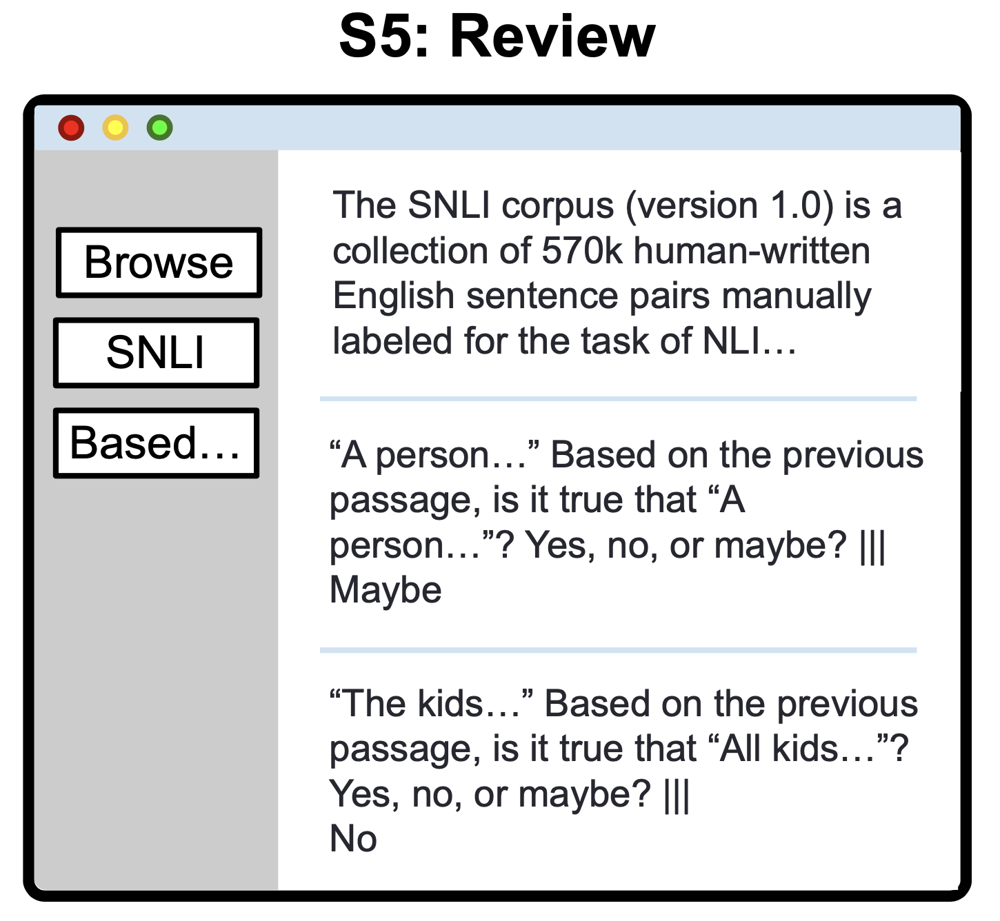 S5: Review
Browse
SNLI
Based…
The SNLI corpus (version 1.0) is a
collection of 570k human-written
English sentence pairs manually
labeled for the task of NLI…
“A person…” Based on the previous
passage, is it true that “A
person…”? Yes, no, or maybe? |||
Maybe
“The kids…” Based on the previous
passage, is it true that “All kids…”?
Yes, no, or maybe? |||
No